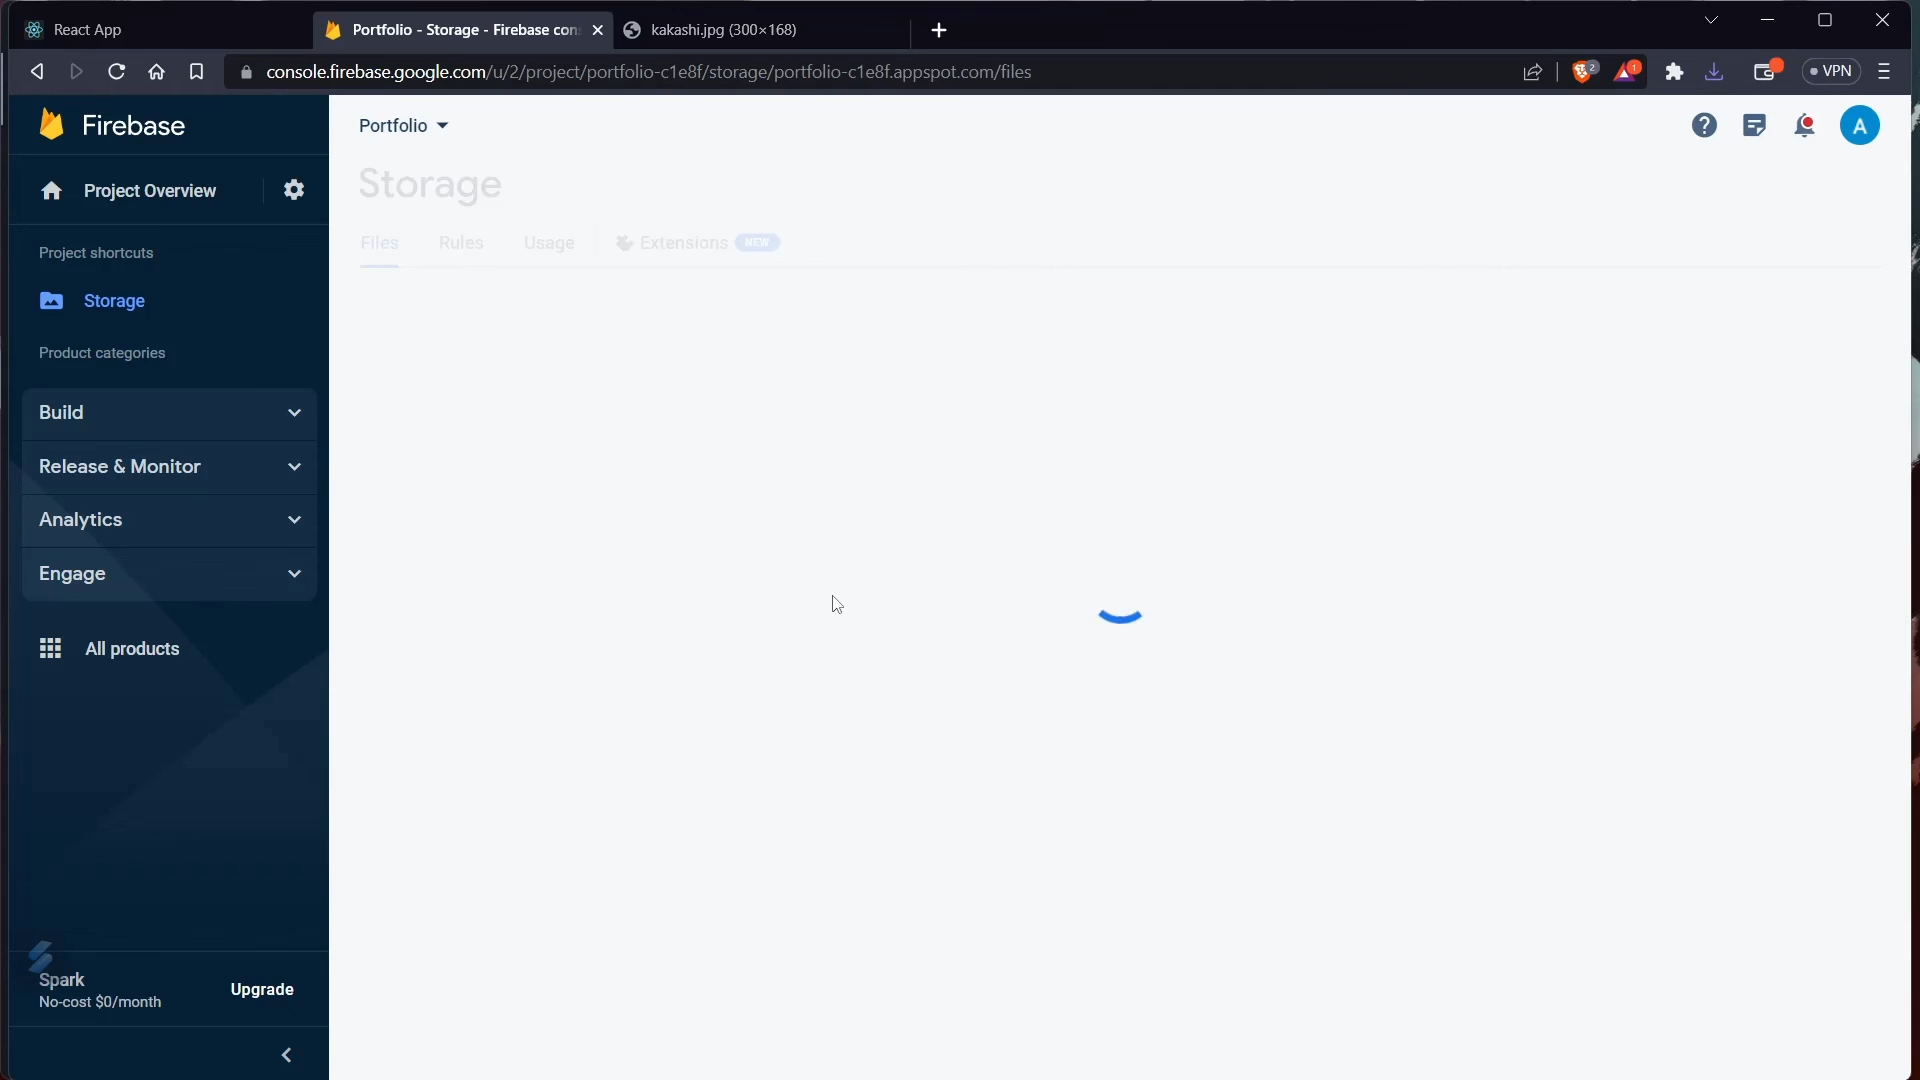 React App
Portfolio - Storage - Firebase con
kakashi.jpg (300×168)
console.firebase.google.com/u/2/project/portfolio-c1e8f/storage/portfolio-c1e8f.appspot.com/files
2
1
VPN
Firebase
Portfolio
A
Project Overview
Storage
Files
Rules
Usage
Extensions
NEW
Project shortcuts
Storage
Product categories
Build
Release & Monitor
Analytics
Engage
All products
Spark
No-cost $0/month
Upgrade